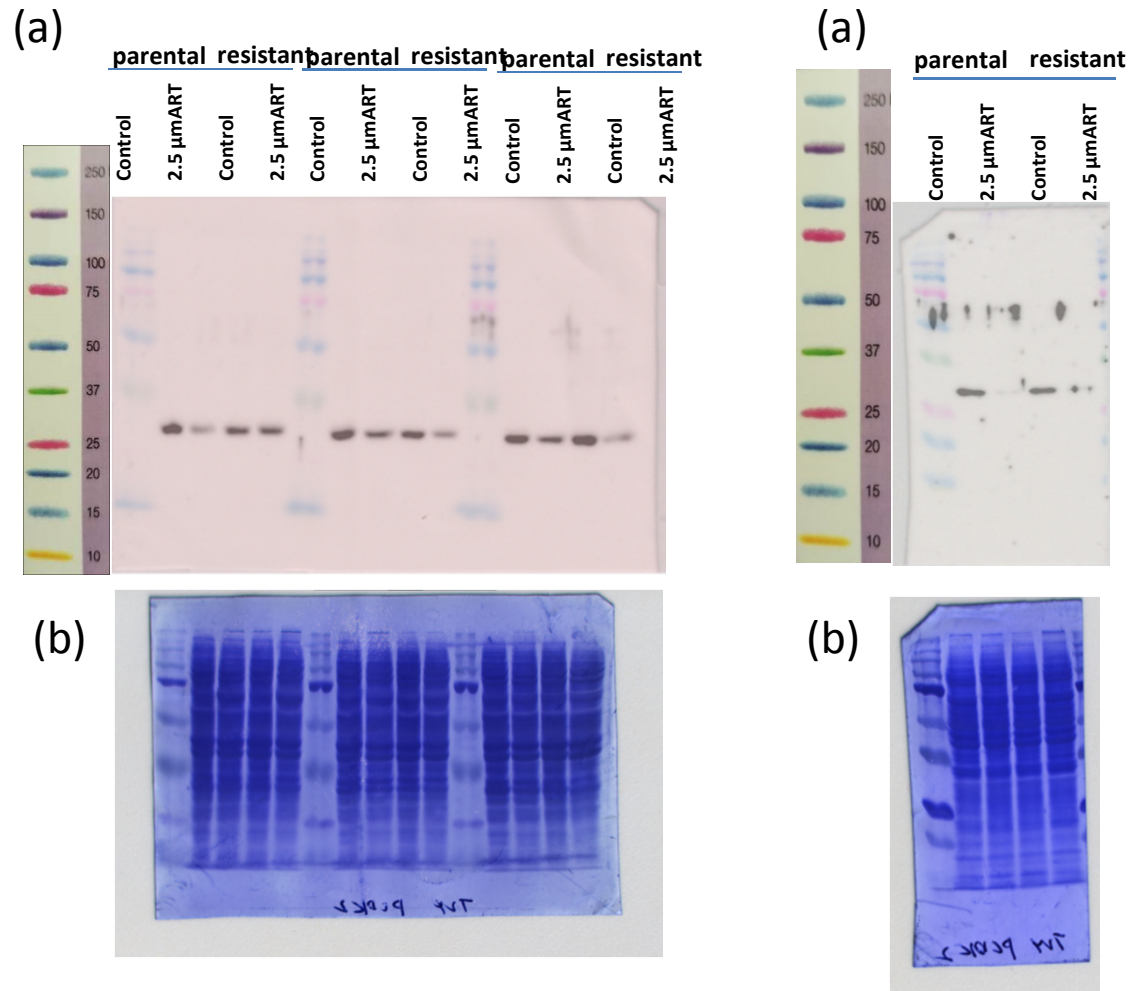 (a)
parental resistant parental resistant parental resistant
Control
2.5 µmART
Control
2.5 µmART
Control
2.5 µmART
Control
2.5 µmART
Control
2.5 µmART
Control
2.5 µmART
250
150
100
75
50
37
25
20
15
10
(b)
(a)
parental resistant
Control
2.5 µmART
Control
2.5 µmART
250
150
100
75
50
37
25
20
15
10
(b)